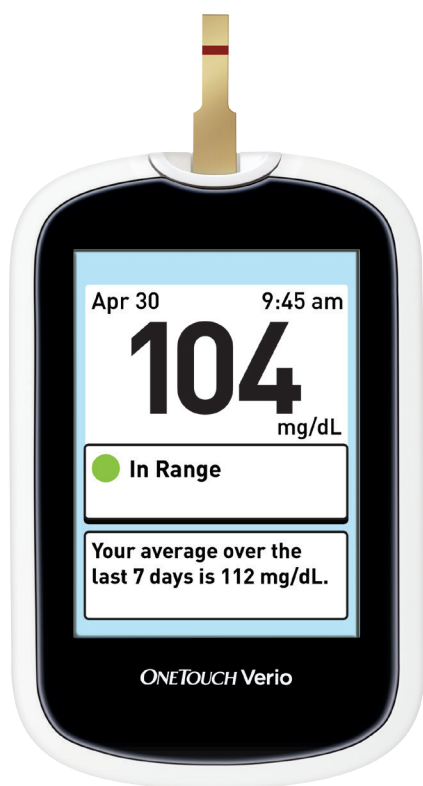 Apr 30 9:45 am
104
mg/dL
In Range
Your average over the
last 7 days is 112 mg/dL.
ONETOUCH Verio